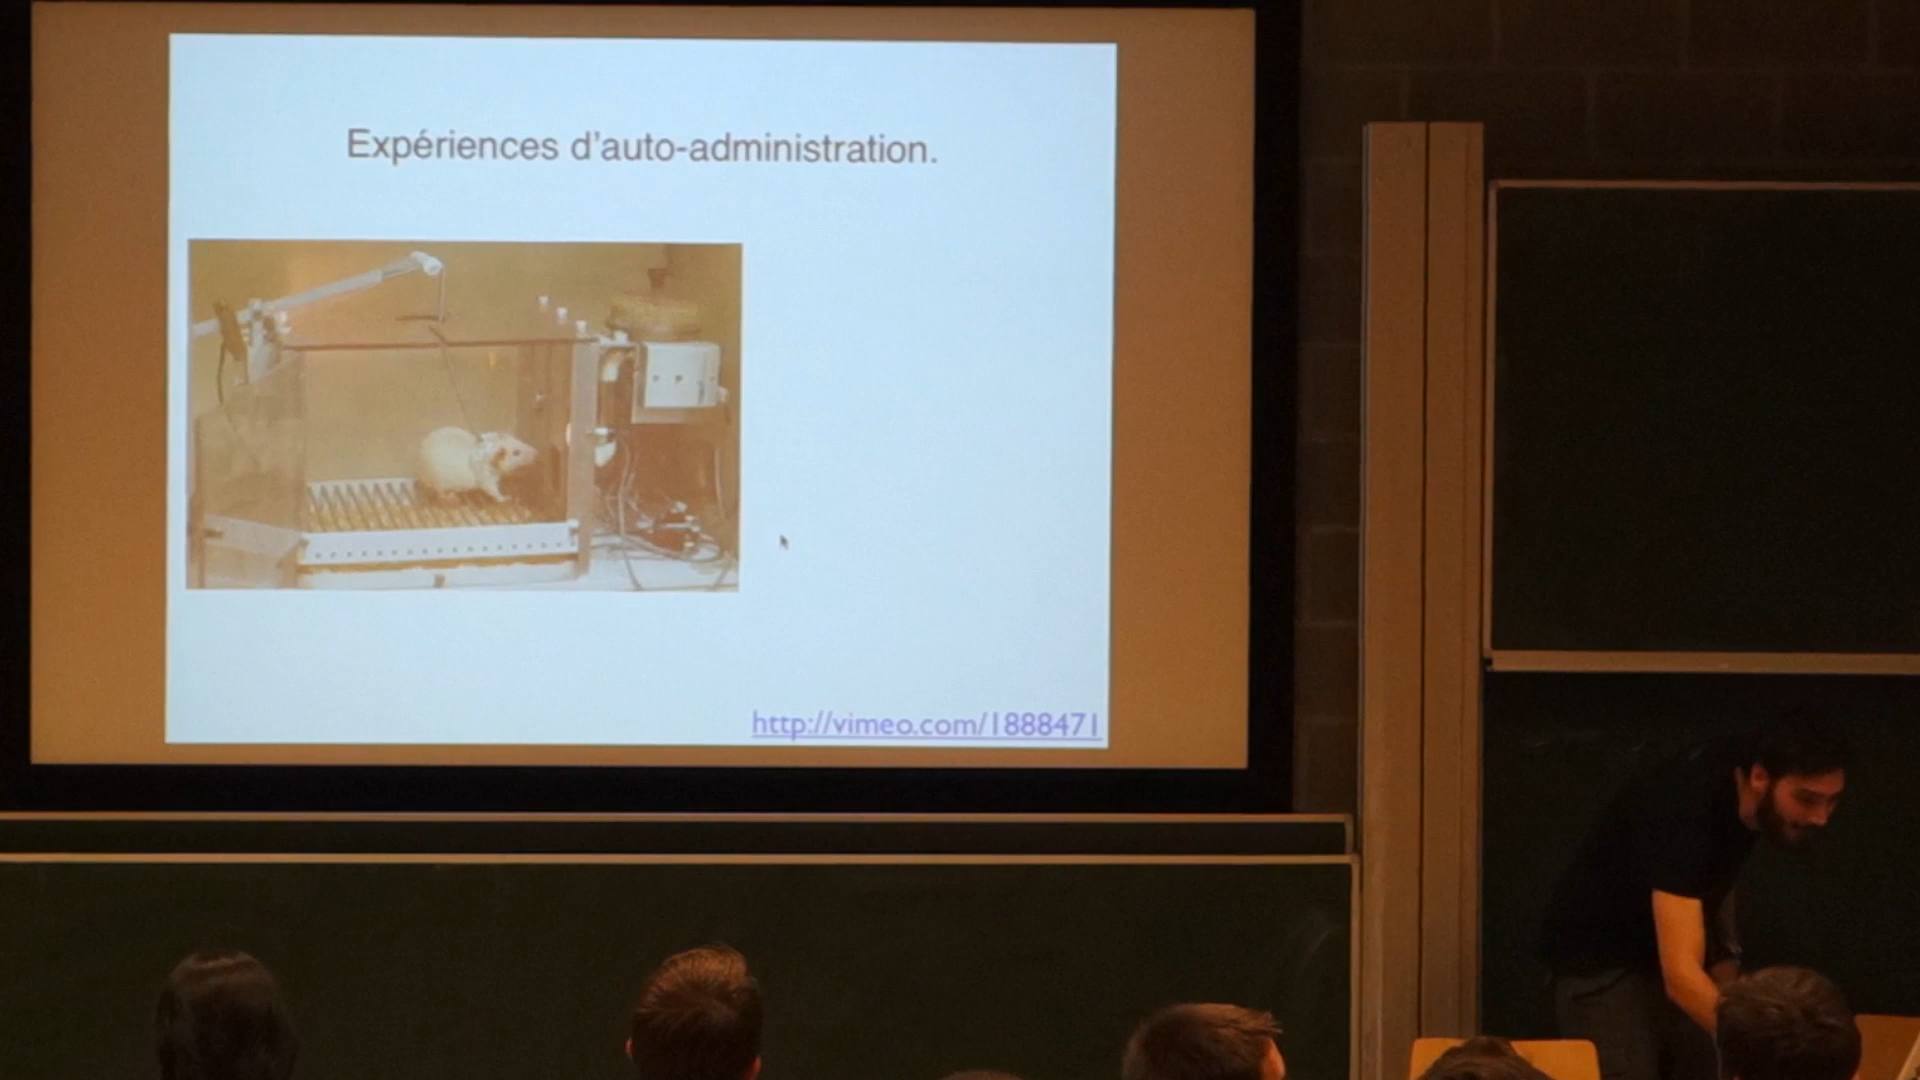 Expériences d'auto-administration.
http://vimeo.com/1888471